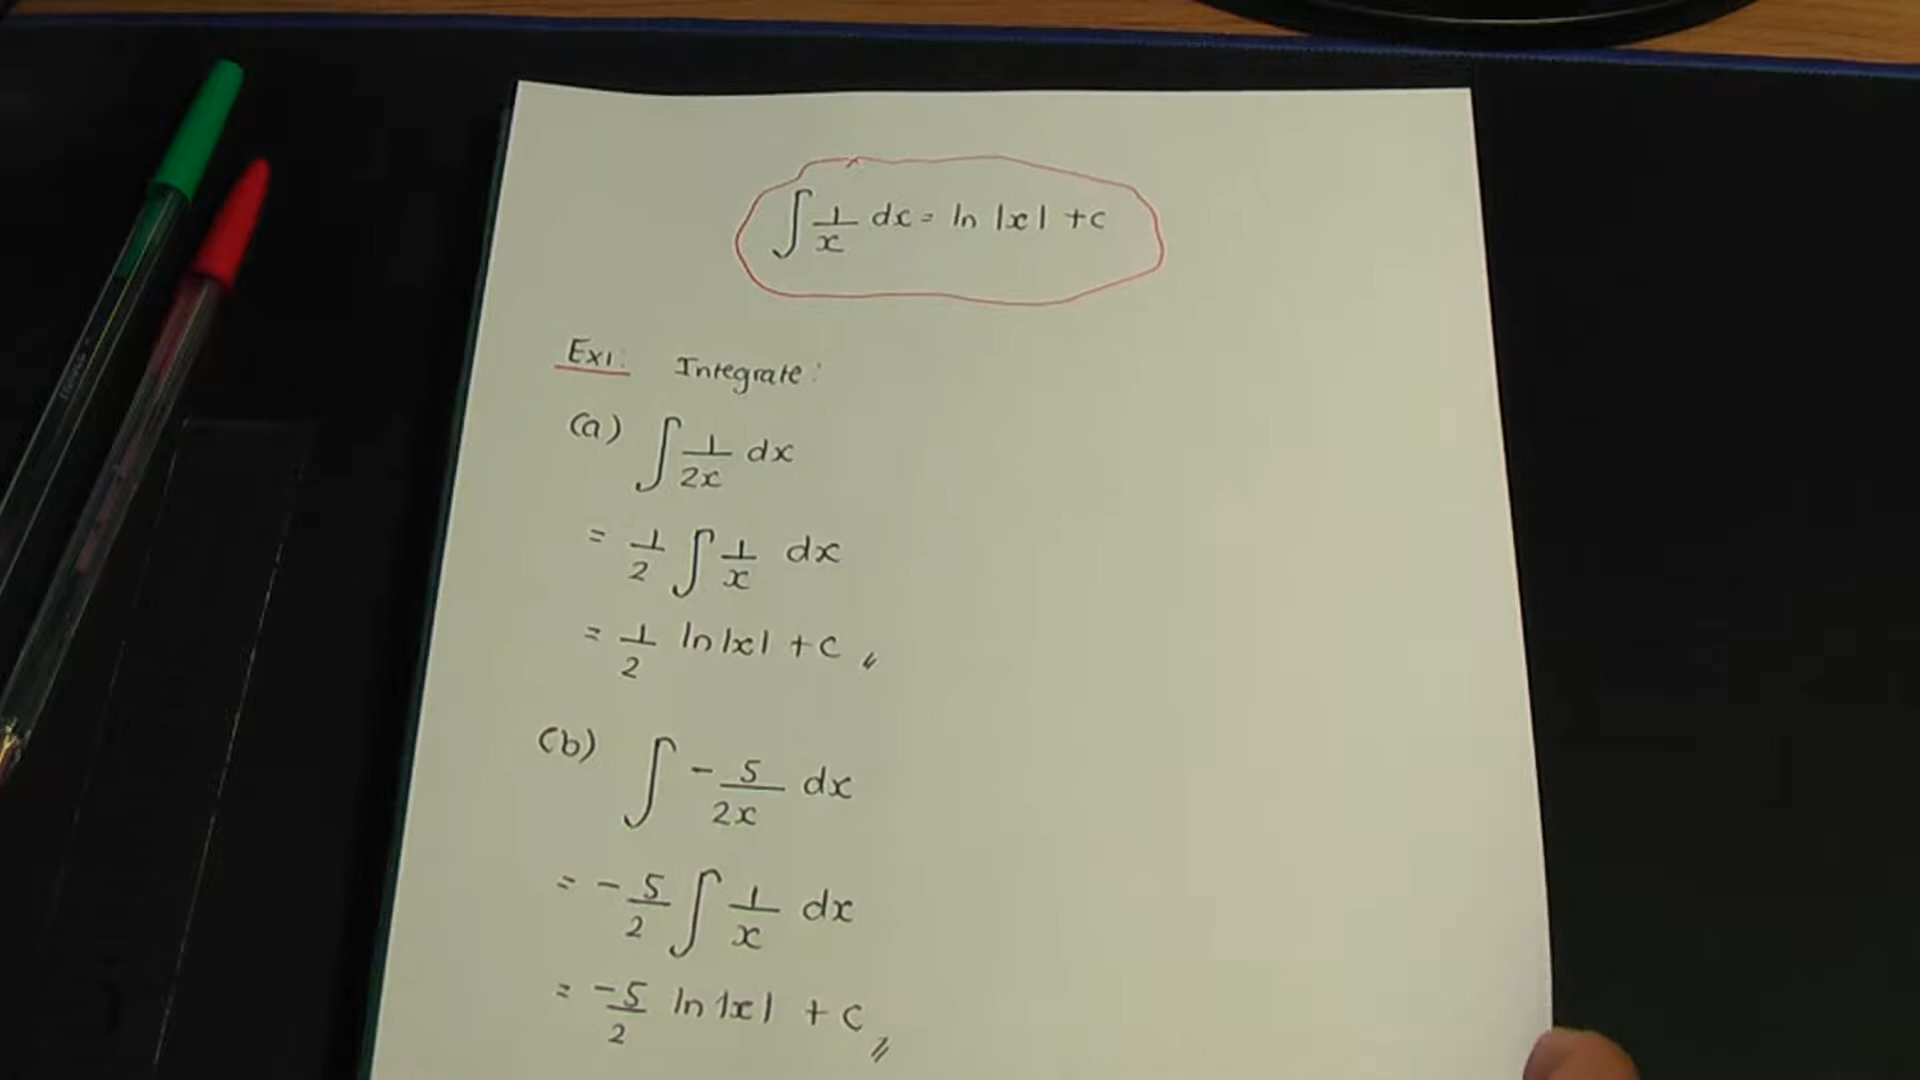 ∫ 1/x dx = ln |x| + c
Ex1: Integrate:
(a) ∫ 1/2x dx
= 1/2 ∫ 1/x dx
= 1/2 ln|x| + c //
(b) ∫ - 5/2x dx
= - 5/2 ∫ 1/x dx
= -5/2 ln|x| + c //